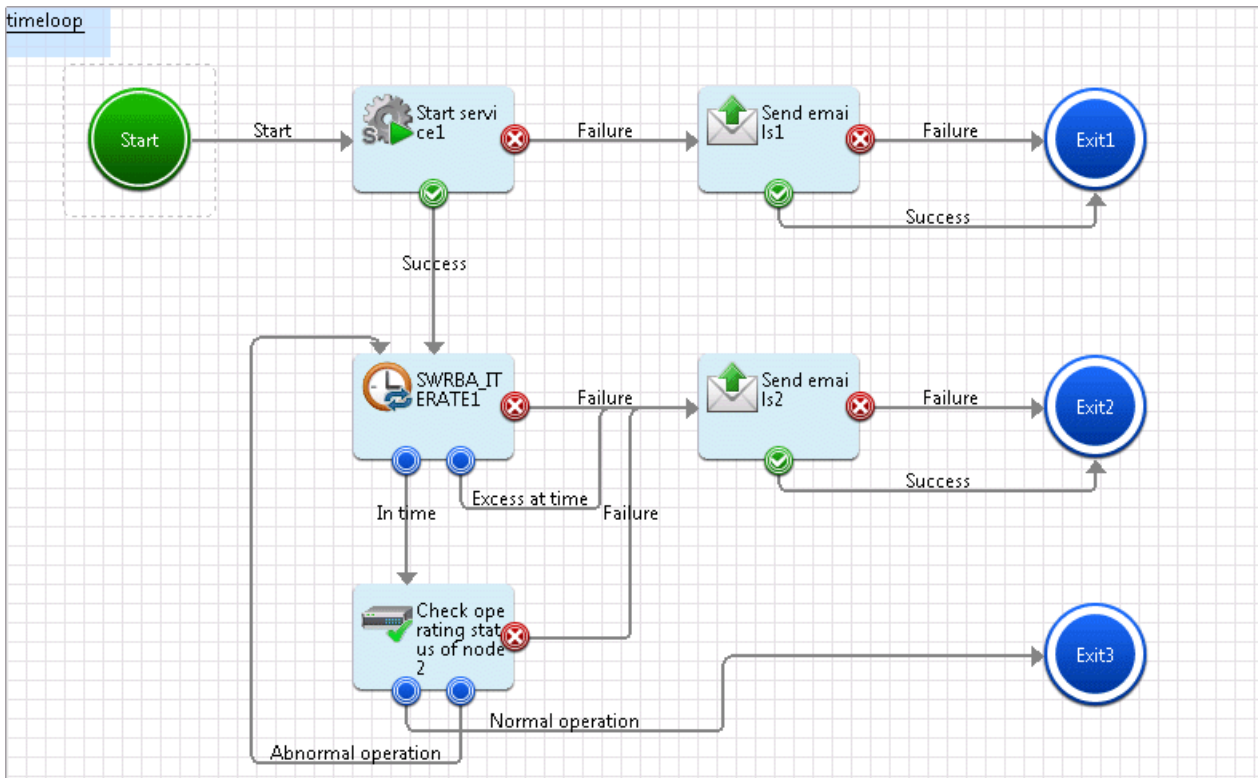 timeloop
Start
Start
Start servi
ce1
Failure
Send emai
ls1
Failure
Exit1
Success
Success
SWRBA_IT
ERATE1
Failure
Send emai
ls2
Failure
Exit2
Success
Excess at time
In time
Failure
Check ope
rating stat
us of node
2
Exit3
Normal operation
Abnormal operation